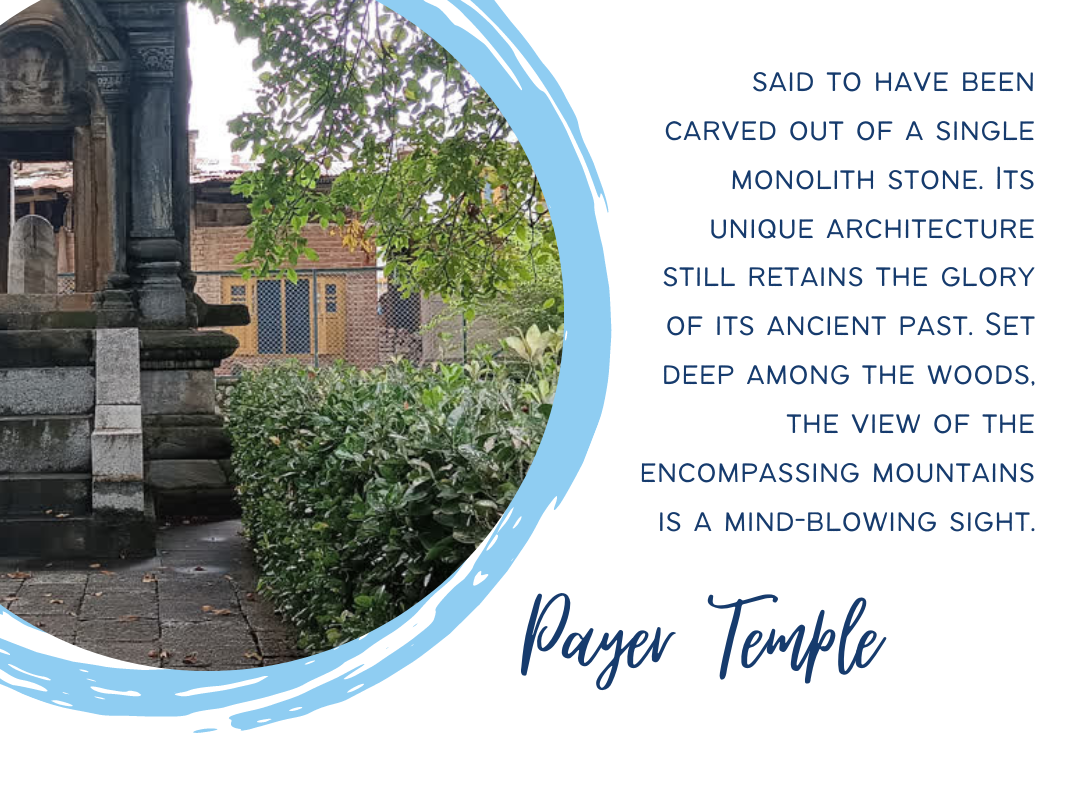 SAID TO HAVE BEEN
CARVED OUT OF A SINGLE
MONOLITH STONE. ITS
UNIQUE ARCHITECTURE
STILL RETAINS THE GLORY
OF ITS ANCIENT PAST. SET
DEEP AMONG THE WOODS,
THE VIEW OF THE
ENCOMPASSING MOUNTAINS
IS A MIND-BLOWING SIGHT.
Payer Temple